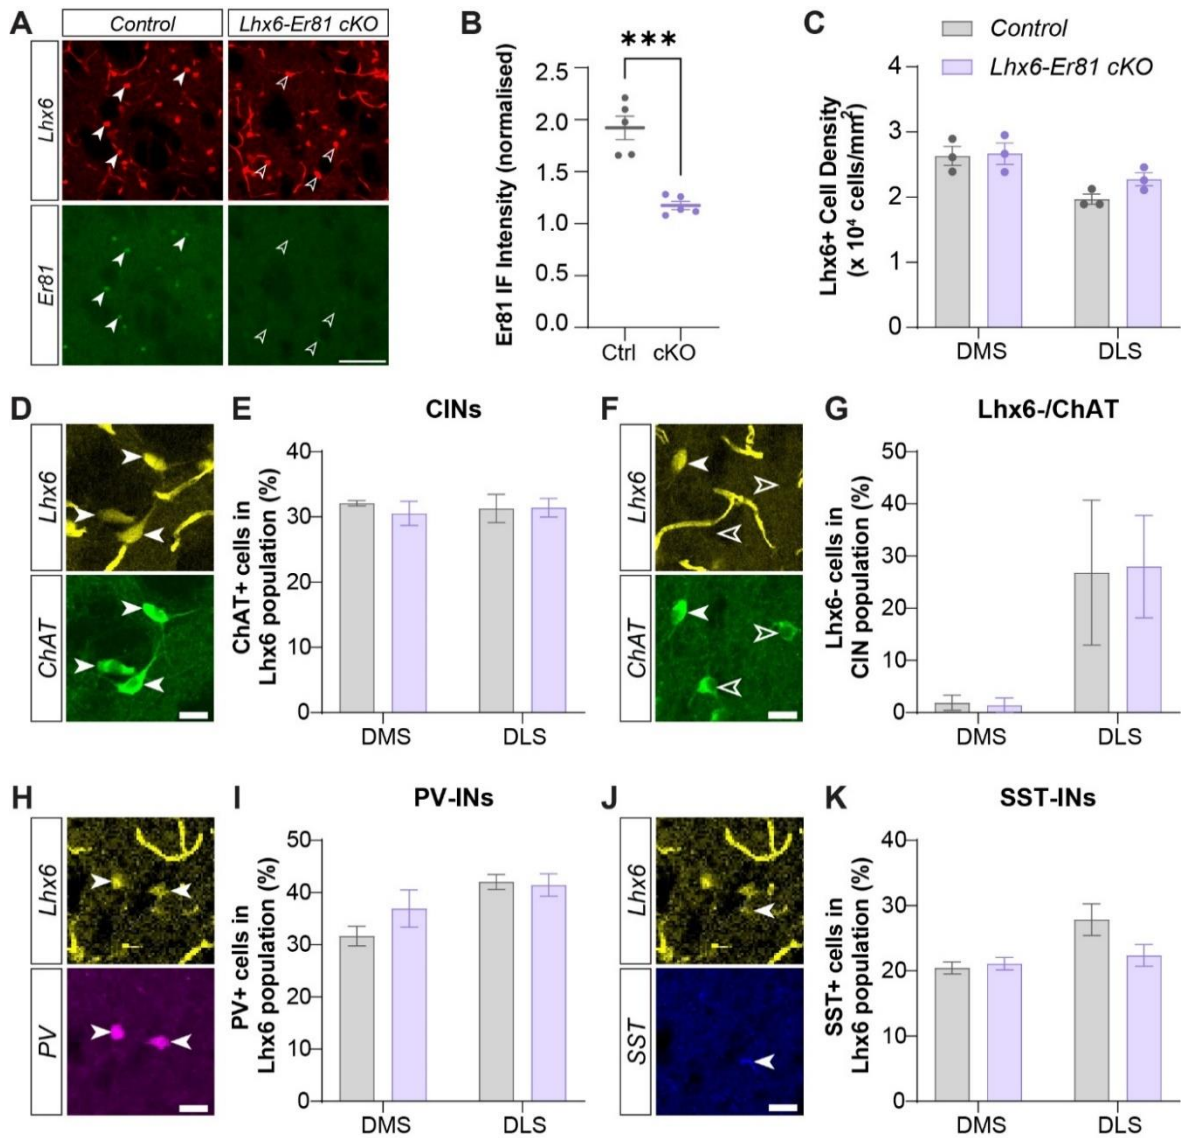 A
Control
Lhx6-Er81 cKO
Lhx6
Er81
B
***
Er81 IF Intensity (normalised)
2.5
2.0
1.5
1.0
0.5
0.0
Ctrl cKO
C
Control
Lhx6-Er81 cKO
Lhx6+ Cell Density
(x 10⁴ cells/mm²)
4
3
2
1
0
DMS DLS
D
Lhx6
ChAT
E
CINs
ChAT+ cells in
Lhx6 population (%)
40
30
20
10
0
DMS DLS
F
Lhx6
ChAT
G
Lhx6-/ChAT
Lhx6- cells in
CIN population (%)
50
40
30
20
10
0
DMS DLS
H
Lhx6
PV
I
PV-INs
PV+ cells in
Lhx6 population (%)
50
40
30
20
10
0
DMS DLS
J
Lhx6
SST
K
SST-INs
SST+ cells in
Lhx6 population (%)
40
30
20
10
0
DMS DLS